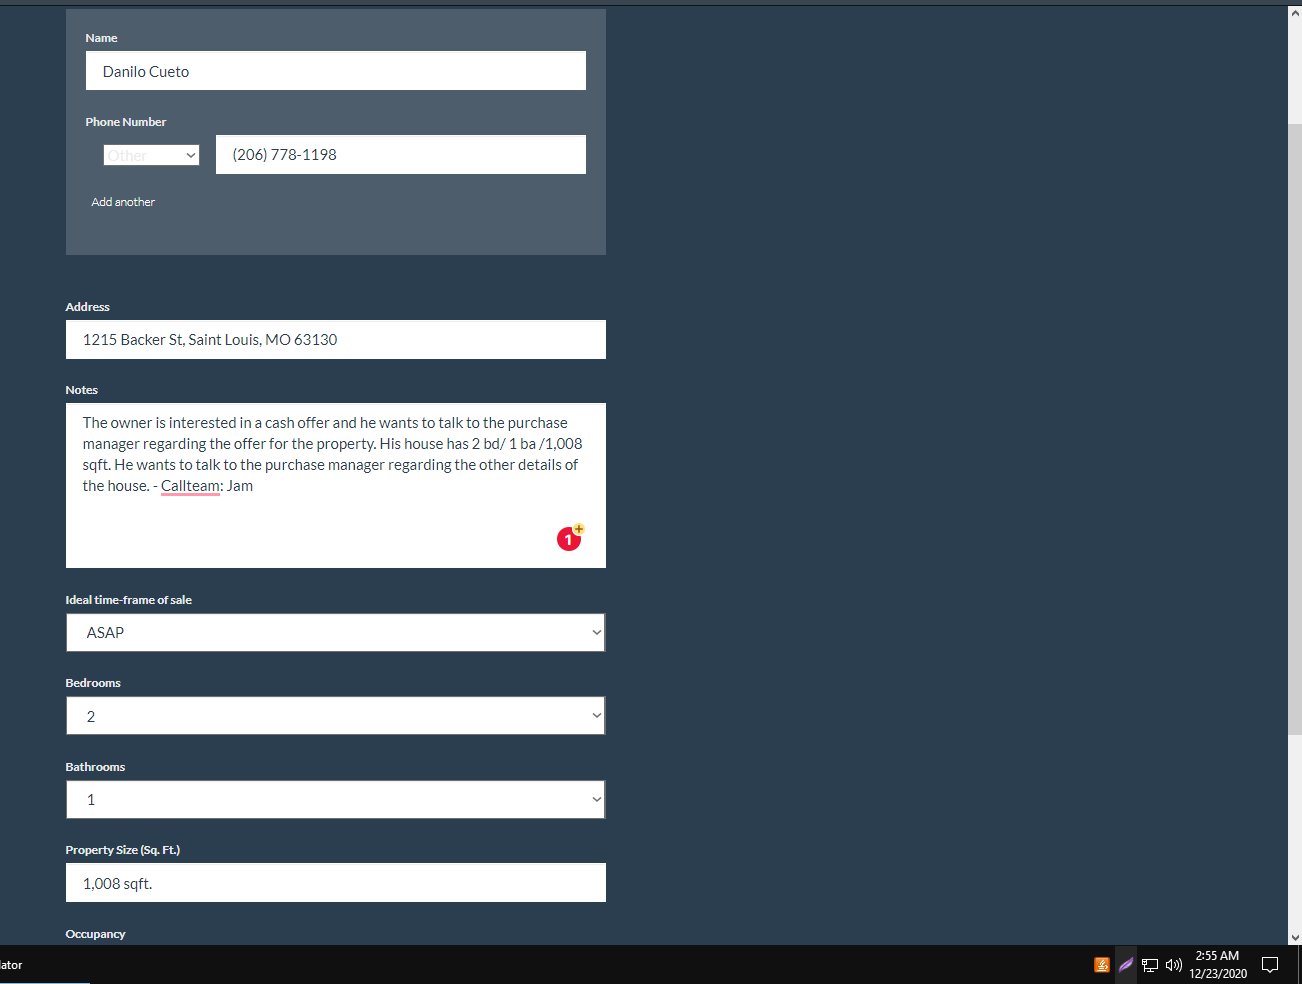 Name
Danilo Cueto
Phone Number
Other
(206) 778-1198
Add another
Address
1215 Backer St, Saint Louis, MO 63130
Notes
The owner is interested in a cash offer and he wants to talk to the purchase
manager regarding the offer for the property. His house has 2 bd/ 1 ba /1,008
sqft. He wants to talk to the purchase manager regarding the other details of
the house. - Callteam: Jam
1
Ideal time-frame of sale
ASAP
Bedrooms
2
Bathrooms
1
Property Size (Sq. Ft.)
1,008 sqft.
Occupancy
lator
2:55 AM
12/23/2020